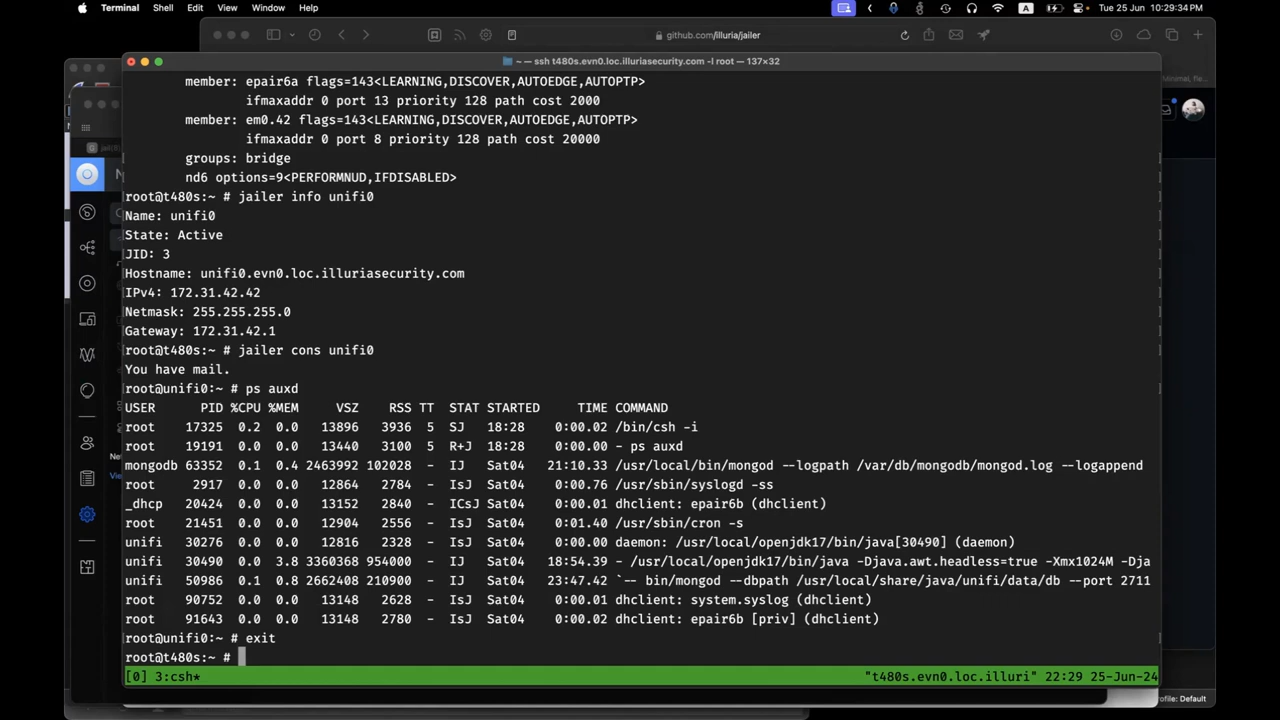 Terminal Shell Edit View Window Help
A Tue 25 Jun 10:29:34 PM
github.com/illuria/jailer
~ — ssh t480s.evn0.loc.illuriasecurity.com -l root — 137×32
member: epair6a flags=143<LEARNING,DISCOVER,AUTOEDGE,AUTOPTP>
ifmaxaddr 0 port 13 priority 128 path cost 2000
member: em0.42 flags=143<LEARNING,DISCOVER,AUTOEDGE,AUTOPTP>
ifmaxaddr 0 port 8 priority 128 path cost 20000
groups: bridge
nd6 options=9<PERFORMNUD,IFDISABLED>
root@t480s:~ # jailer info unifi0
Name: unifi0
State: Active
JID: 3
Hostname: unifi0.evn0.loc.illuriasecurity.com
IPv4: 172.31.42.42
Netmask: 255.255.255.0
Gateway: 172.31.42.1
root@t480s:~ # jailer cons unifi0
You have mail.
root@unifi0:~ # ps auxd
USER PID %CPU %MEM VSZ RSS TT STAT STARTED TIME COMMAND
root 17325 0.2 0.0 13896 3936 5 SJ 18:28 0:00.02 /bin/csh -i
root 19191 0.0 0.0 13440 3100 5 R+J 18:28 0:00.00 - ps auxd
mongodb 63352 0.1 0.4 2463992 102028 - IJ Sat04 21:10.33 /usr/local/bin/mongod --logpath /var/db/mongodb/mongod.log --logappend
root 2917 0.0 0.0 12864 2784 - IsJ Sat04 0:00.76 /usr/sbin/syslogd -ss
_dhcp 20424 0.0 0.0 13152 2840 - ICsJ Sat04 0:00.01 dhclient: epair6b (dhclient)
root 21451 0.0 0.0 12904 2556 - IsJ Sat04 0:01.40 /usr/sbin/cron -s
unifi 30276 0.0 0.0 12816 2328 - IsJ Sat04 0:00.00 daemon: /usr/local/openjdk17/bin/java[30490] (daemon)
unifi 30490 0.0 3.8 3360368 954000 - IJ Sat04 18:54.39 - /usr/local/openjdk17/bin/java -Djava.awt.headless=true -Xmx1024M -Dja
unifi 50986 0.1 0.8 2662408 210900 - IJ Sat04 23:47.42 `-- bin/mongod --dbpath /usr/local/share/java/unifi/data/db --port 2711
root 90752 0.0 0.0 13148 2628 - IsJ Sat04 0:00.01 dhclient: system.syslog (dhclient)
root 91643 0.0 0.0 13148 2780 - IsJ Sat04 0:00.02 dhclient: epair6b [priv] (dhclient)
root@unifi0:~ # exit
root@t480s:~ #
[0] 3:csh* "t480s.evn0.loc.illuri" 22:29 25-Jun-24
rofile: Default